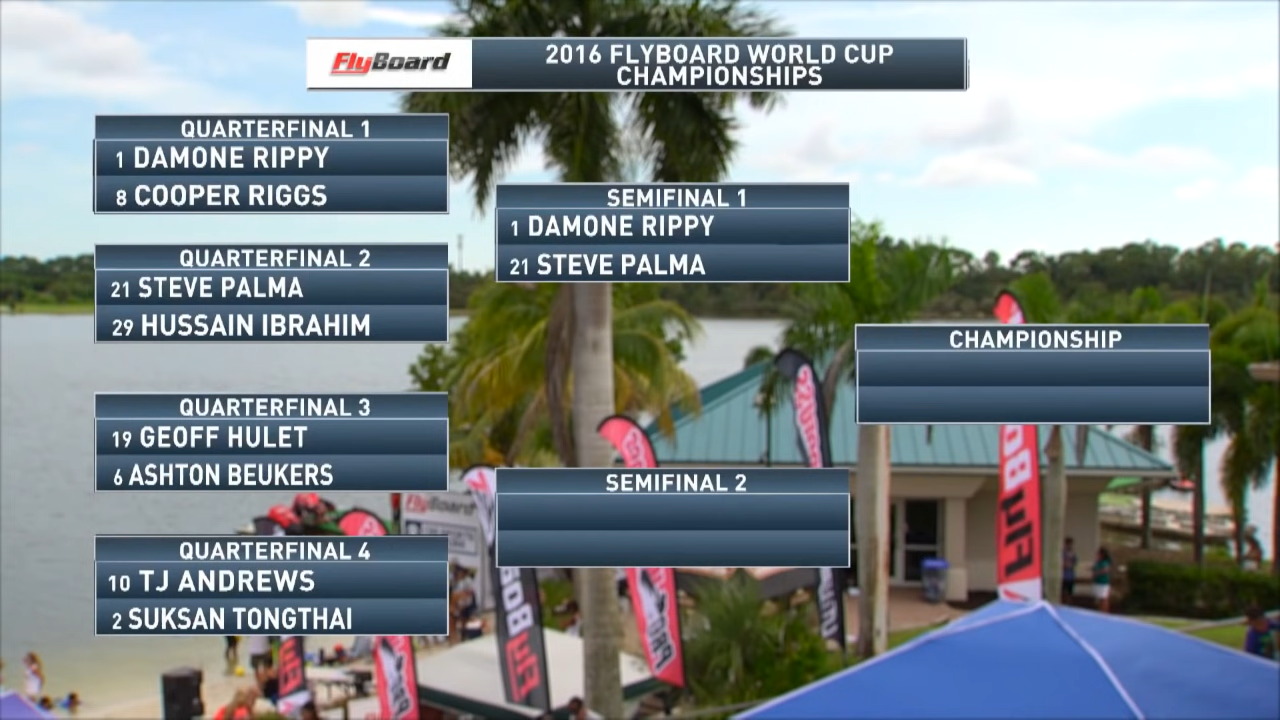 FlyBoard
2016 FLYBOARD WORLD CUP
CHAMPIONSHIPS
QUARTERFINAL 1
1 DAMONE RIPPY
8 COOPER RIGGS
QUARTERFINAL 2
21 STEVE PALMA
29 HUSSAIN IBRAHIM
QUARTERFINAL 3
19 GEOFF HULET
6 ASHTON BEUKERS
QUARTERFINAL 4
10 TJ ANDREWS
2 SUKSAN TONGTHAI
SEMIFINAL 1
1 DAMONE RIPPY
21 STEVE PALMA
SEMIFINAL 2
CHAMPIONSHIP
FlyBoard